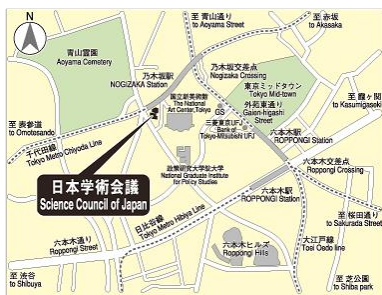 N
至 青山通り
to Aoyama Street
至 赤坂
to Akasaka
青山霊園
Aoyama Cemetery
乃木坂駅
NOGIZAKA Station
乃木坂交差点
Nogizaka Crossing
国立新美術館
The National
Art Center,Tokyo
東京ミッドタウン
Tokyo Mid-town
外苑東通り
Gaien-higashi
Street
至 霞ヶ関
to Kasumigaseki
至 表参道
to Omotesando
GS
三菱東京UFJ
Bank of
Tokyo-Mitsubishi UFJ
六本木駅
ROPPONGI Station
千代田線
Tokyo Metro Chiyoda Line
政策研究大学院大学
National Graduate Institute
for Policy Studies
六本木交差点
Roppongi Crossing
日本学術会議
Science Council of Japan
六本木駅
ROPPONGI Station
至 桜田通り
to Sakurada Street
日比谷線
Tokyo Metro Hibiya Line
六本木通り
Roppongi Street
六本木ヒルズ
Roppongi Hills
大江戸線
Toei Oedo line
至 渋谷
to Shibuya
至 芝公園
to Shiba park